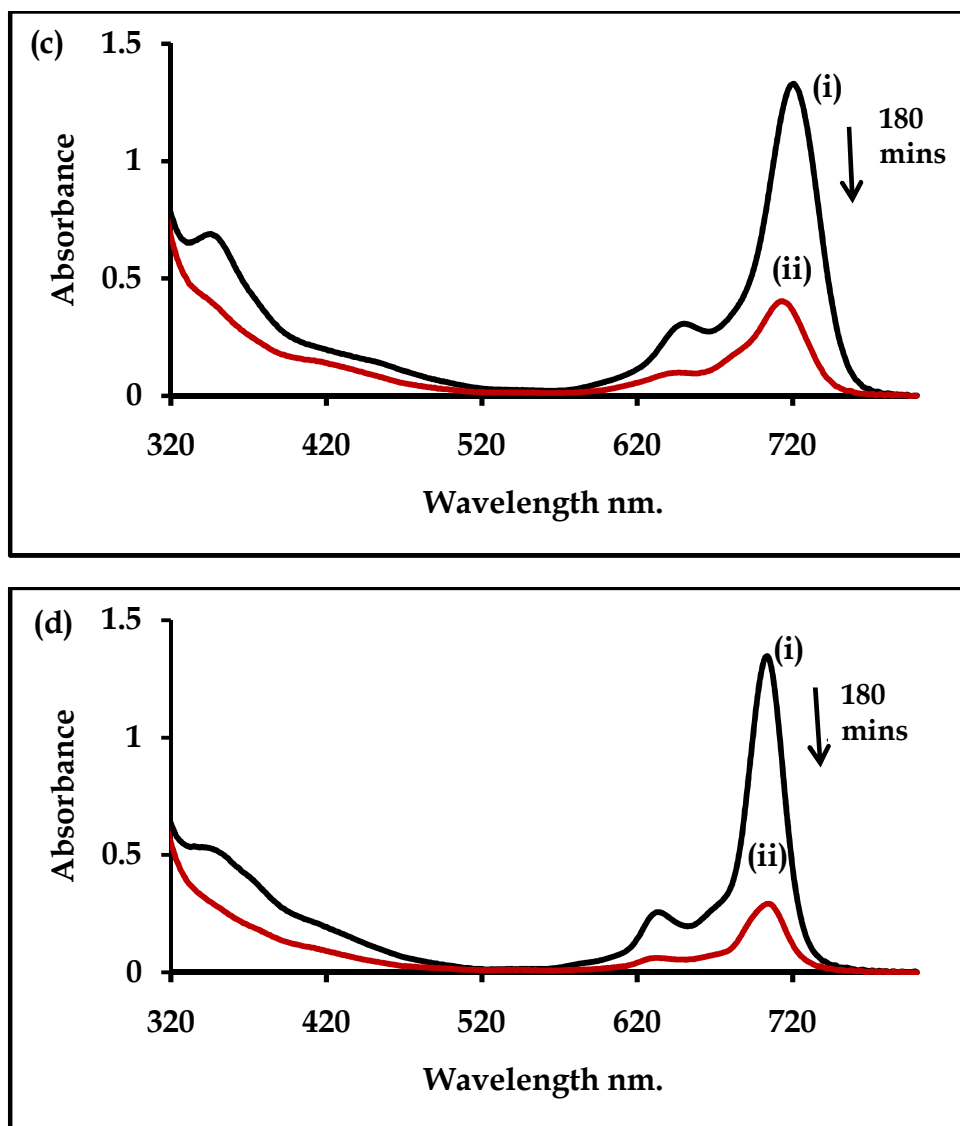 (c)
1.5
1
0.5
0
Absorbance
(i)
180
mins
(ii)
320 420 520 620 720
Wavelength nm.
(d)
1.5
1
0.5
0
Absorbance
(i)
180
mins
(ii)
320 420 520 620 720
Wavelength nm.